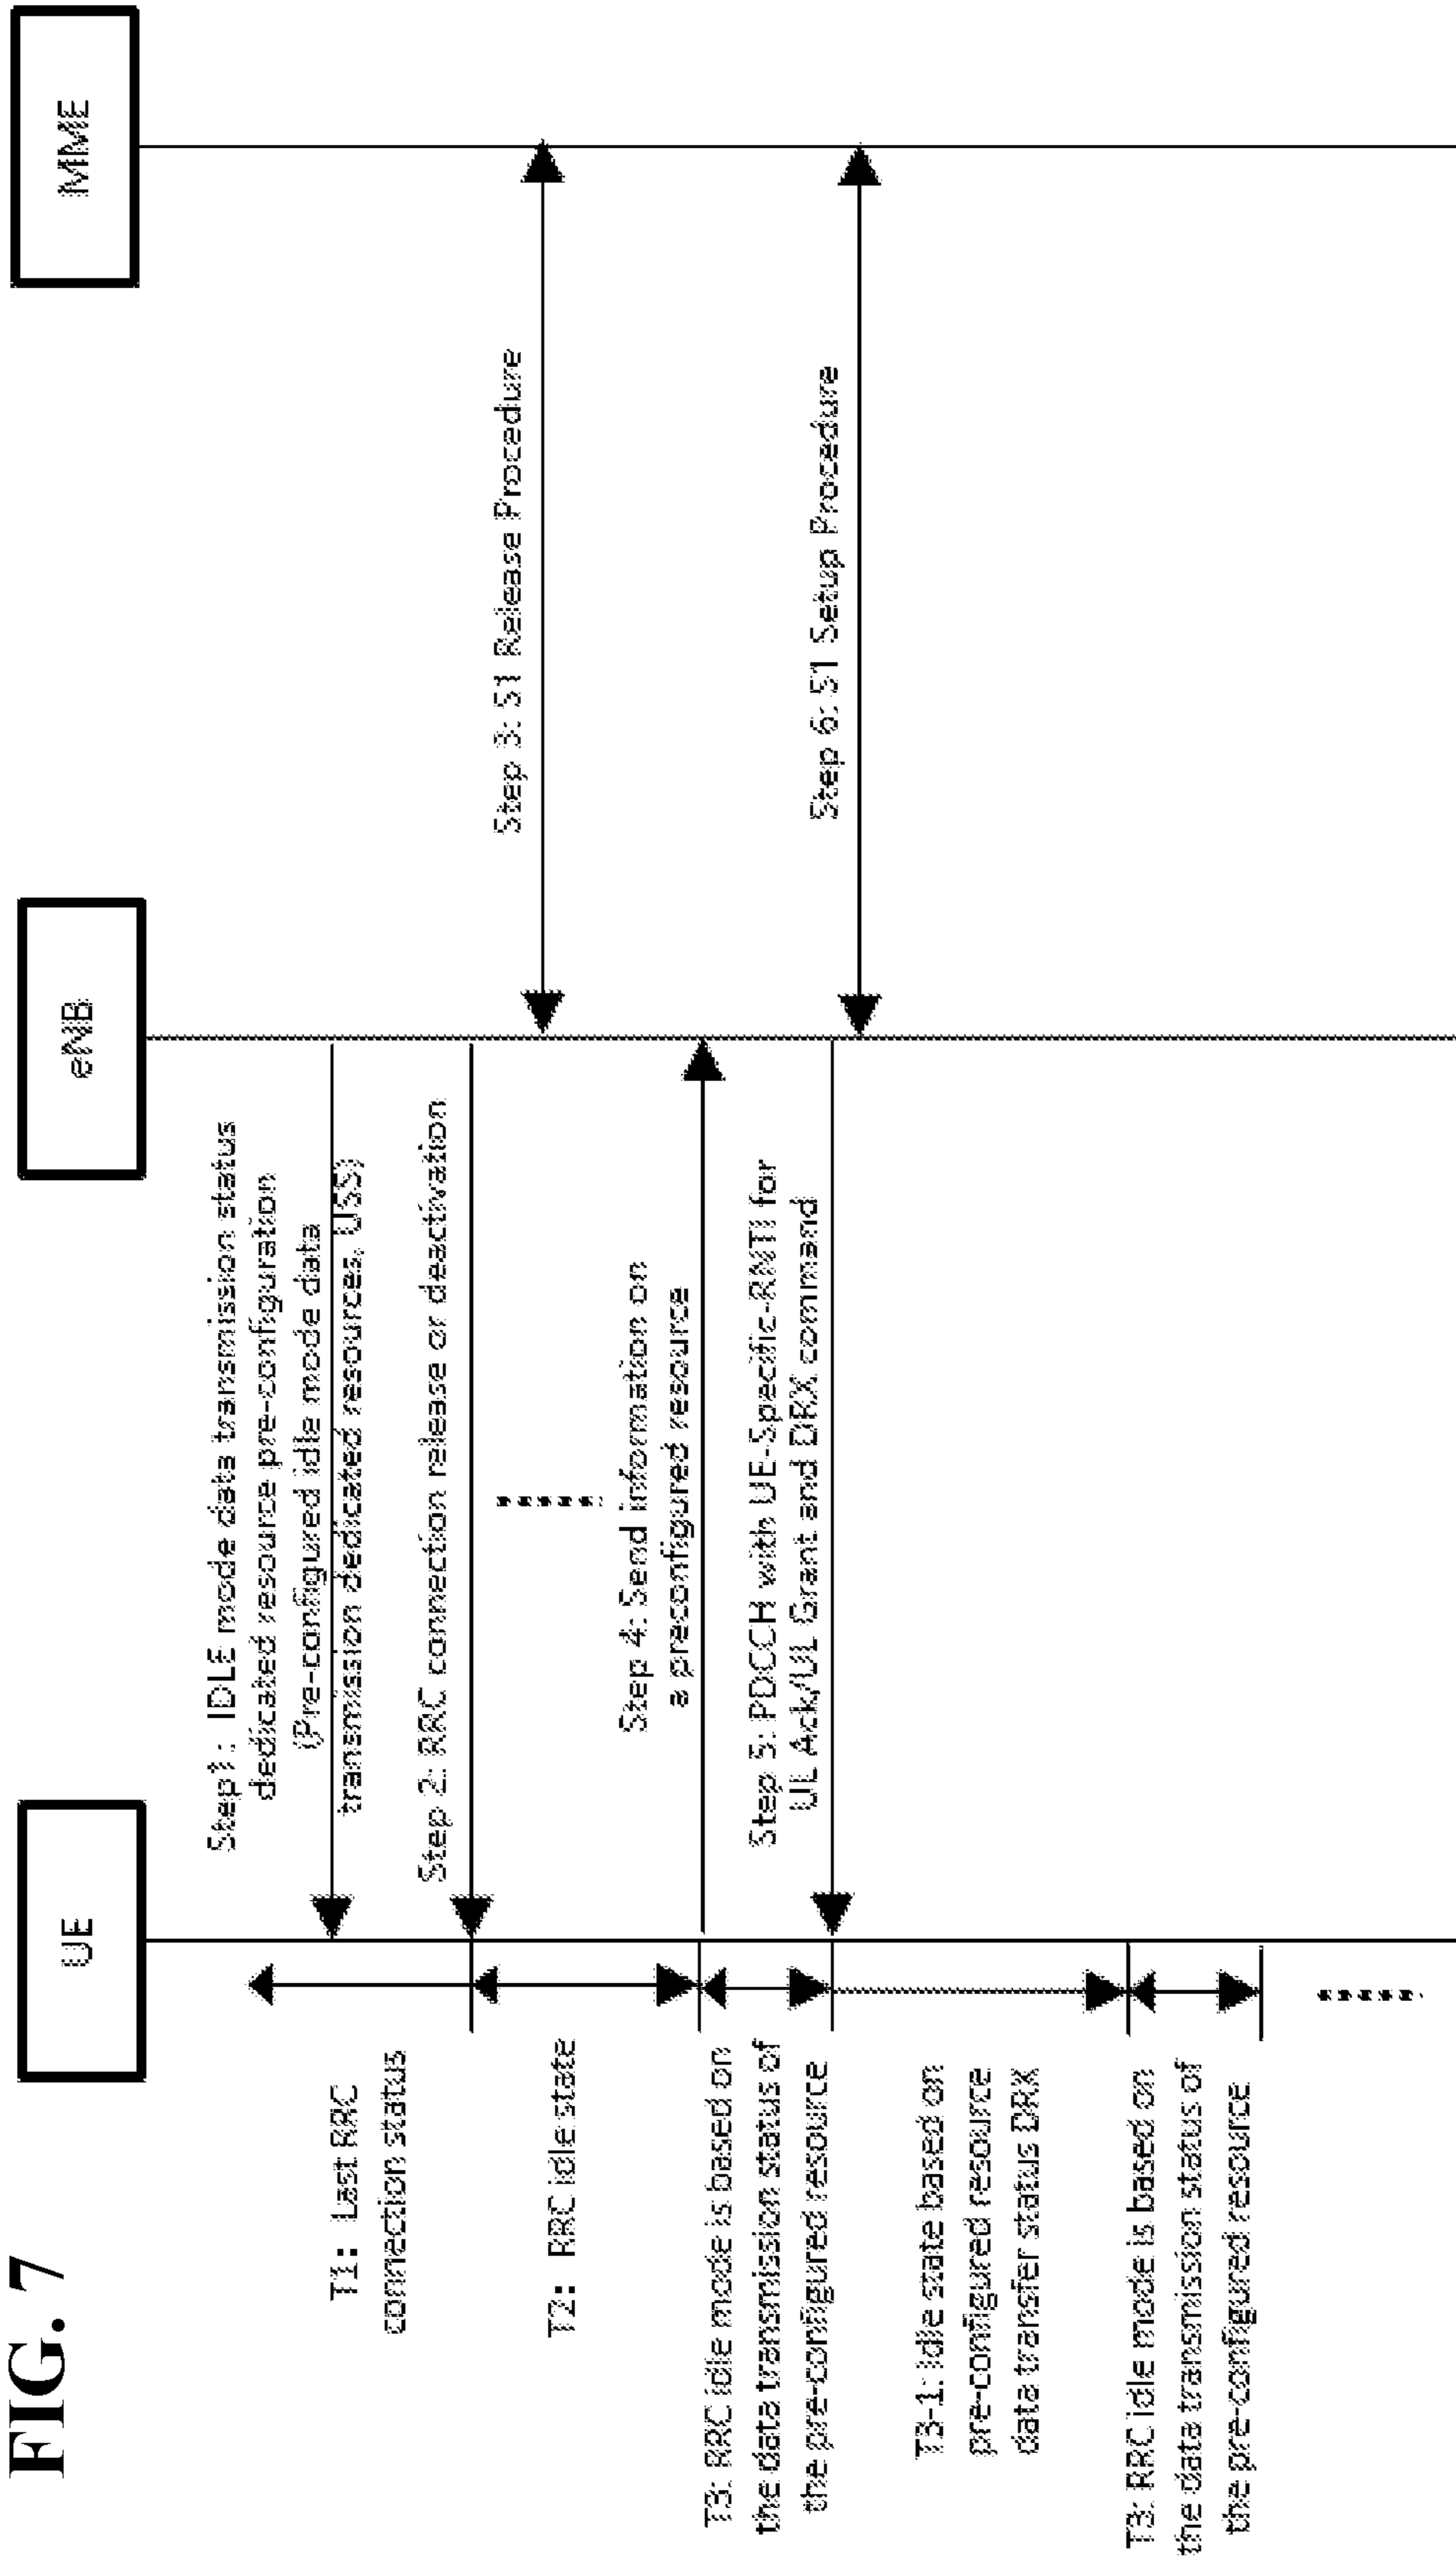 FIG. 7
UE
eNB
MME
Step1: IDLE mode data transmission status
dedicated resource pre-configuration
(Pre-configured idle mode data
transmission dedicated resources, USS)
Step 2: RRC connection release or deactivation
Step 3: S1 Release Procedure
Step 4: Send information on
a preconfigured resource
Step 5: PDCCH with UE-Specific-RNTI for
UL Ack/UL Grant and DRX command
Step 6: S1 Setup Procedure
T1: Last RRC
connection status
T2: RRC idle state
T3: RRC idle mode is based on
the data transmission status of
the pre-configured resource
T3-1: Idle state based on
pre-configured resource
data transfer status DRX
T3: RRC idle mode is based on
the data transmission status of
the pre-configured resource